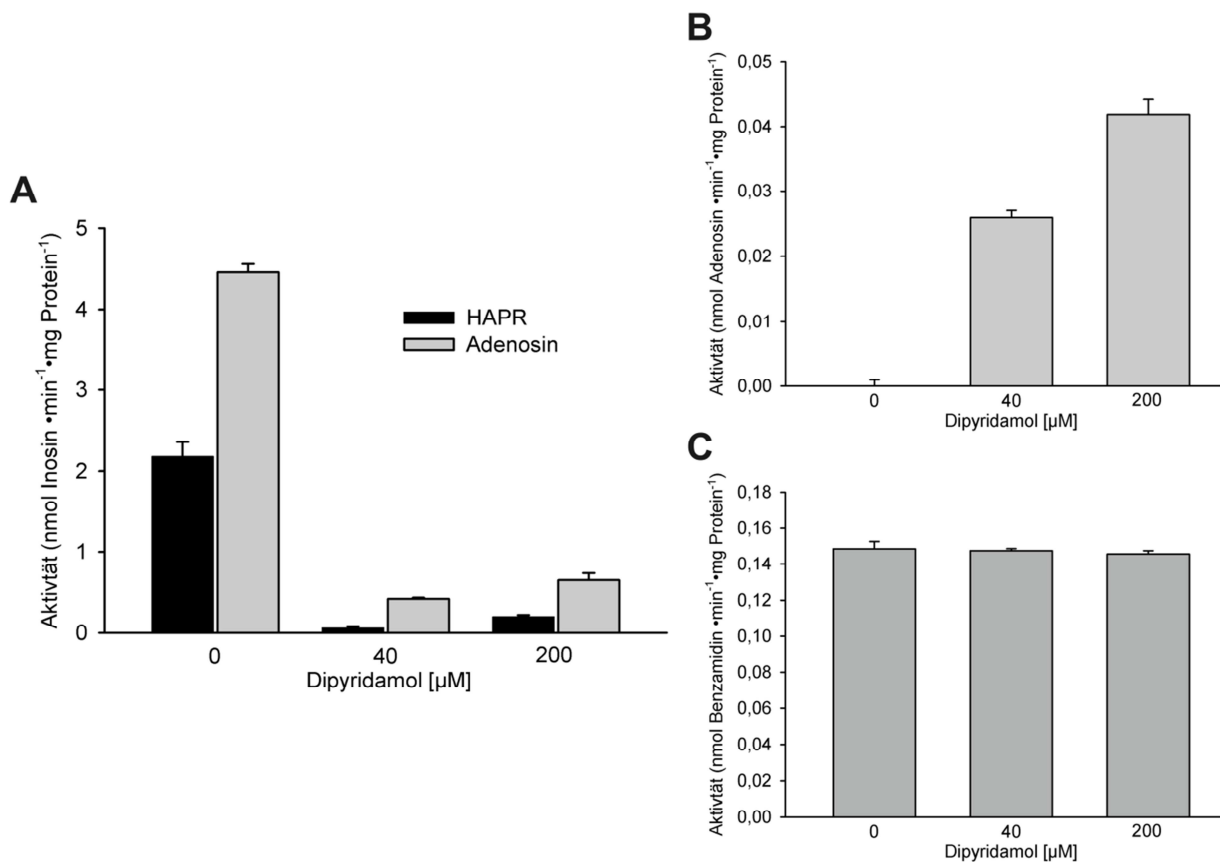 A
Aktivtät (nmol Inosin •min⁻¹•mg Protein⁻¹)
5
4
3
2
1
0
HAPR
Adenosin
0 40 200
Dipyridamol [µM]
B
Aktivtät (nmol Adenosin •min⁻¹•mg Protein⁻¹)
0,05
0,04
0,03
0,02
0,01
0,00
0 40 200
Dipyridamol [µM]
C
Aktivtät (nmol Benzamidin •min⁻¹•mg Protein⁻¹)
0,18
0,16
0,14
0,12
0,10
0,08
0,06
0,04
0,02
0,00
0 40 200
Dipyridamol [µM]